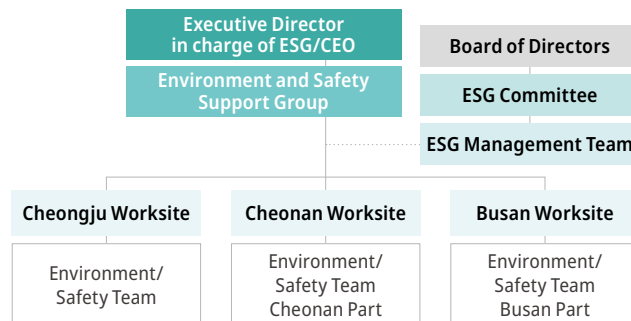 Executive Director
in charge of ESG/CEO
Environment and Safety
Support Group
Board of Directors
ESG Committee
ESG Management Team
Cheongju Worksite
Environment/
Safety Team
Cheonan Worksite
Environment/
Safety Team
Cheonan Part
Busan Worksite
Environment/
Safety Team
Busan Part